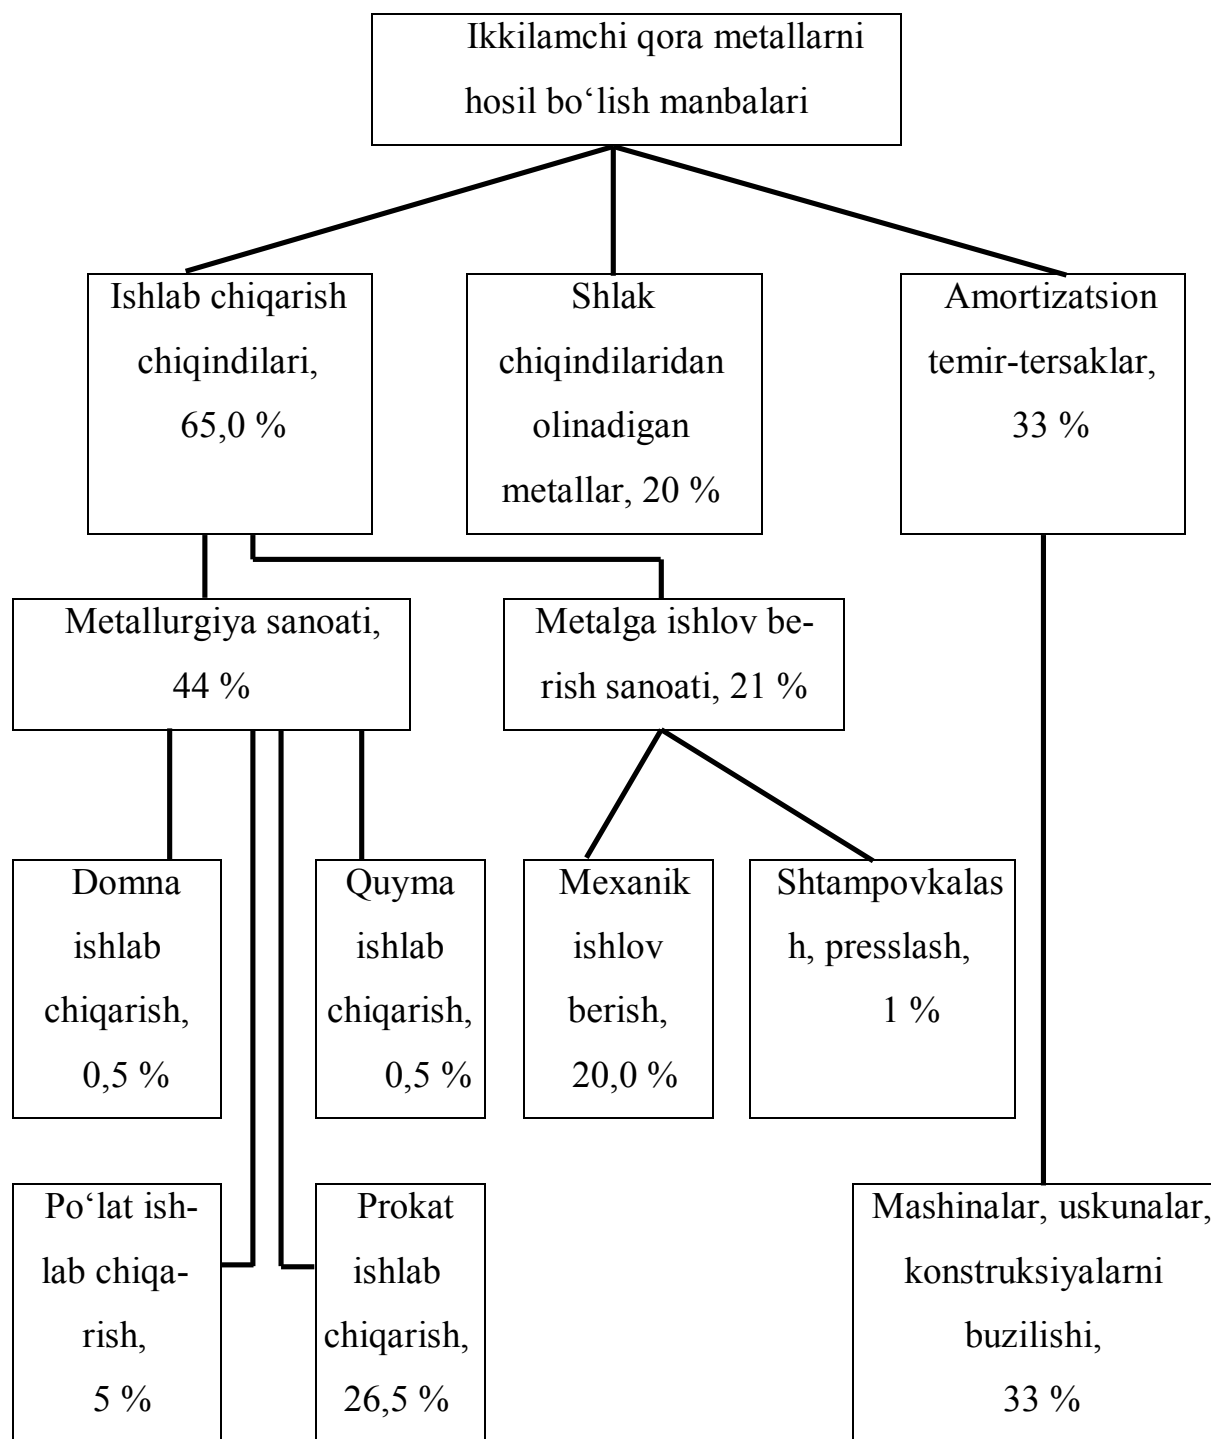 Ikkilamchi qora metallarni
hosil bo‘lish manbalari
Ishlab chiqarish
chiqindilari,
65,0 %
Shlak
chiqindilaridan
olinadigan
metallar, 20 %
Amortizatsion
temir-tersaklar,
33 %
Metallurgiya sanoati,
44 %
Metalga ishlov be-
rish sanoati, 21 %
Domna
ishlab
chiqarish,
0,5 %
Quyma
ishlab
chiqarish,
0,5 %
Mexanik
ishlov
berish,
20,0 %
Shtampovkalas
h, presslash,
1 %
Po‘lat ish-
lab chiqa-
rish,
5 %
Prokat
ishlab
chiqarish,
26,5 %
Mashinalar, uskunalar,
konstruksiyalarni
buzilishi,
33 %